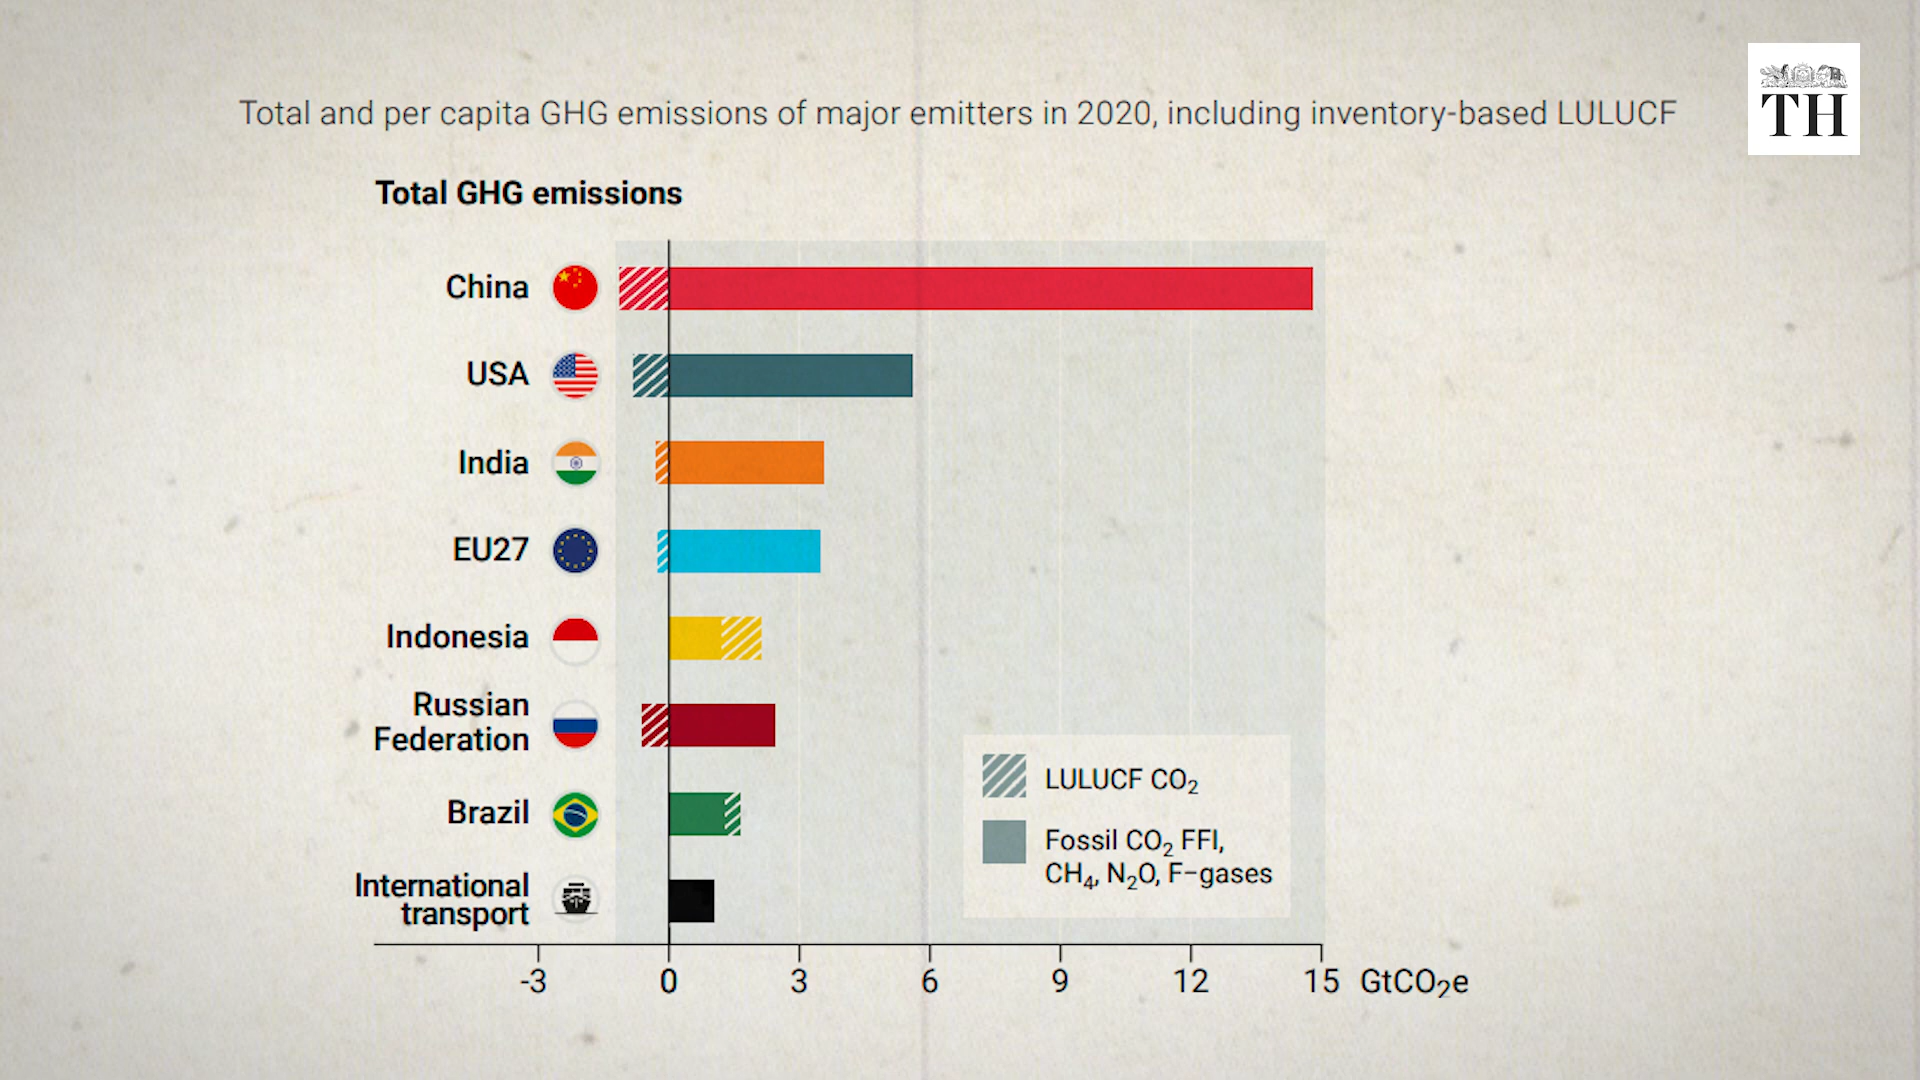 Total and per capita GHG emissions of major emitters in 2020, including inventory-based LULUCF
TH
Total GHG emissions
China
USA
India
EU27
Indonesia
Russian
Federation
Brazil
International
transport
LULUCF CO₂
Fossil CO₂ FFI,
CH₄, N₂O, F-gases
-3 0 3 6 9 12 15 GtCO₂e